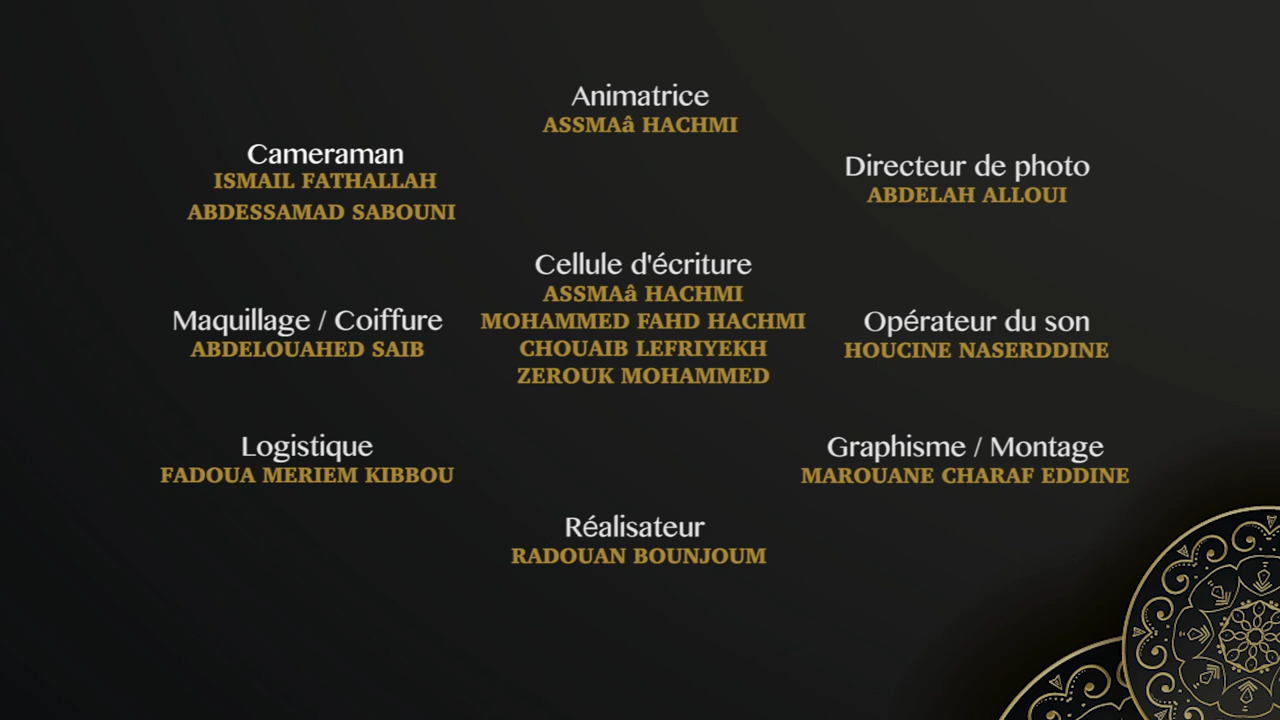 Animatrice
ASSMAâ HACHMI
Cameraman
ISMAIL FATHALLAH
ABDESSAMAD SABOUNI
Directeur de photo
ABDELAH ALLOUI
Cellule d'écriture
ASSMAâ HACHMI
MOHAMMED FAHD HACHMI
CHOUAIB LEFRIYEKH
ZEROUK MOHAMMED
Maquillage / Coiffure
ABDELOUAHED SAIB
Opérateur du son
HOUCINE NASERDDINE
Logistique
FADOUA MERIEM KIBBOU
Graphisme / Montage
MAROUANE CHARAF EDDINE
Réalisateur
RADOUAN BOUNJOUM